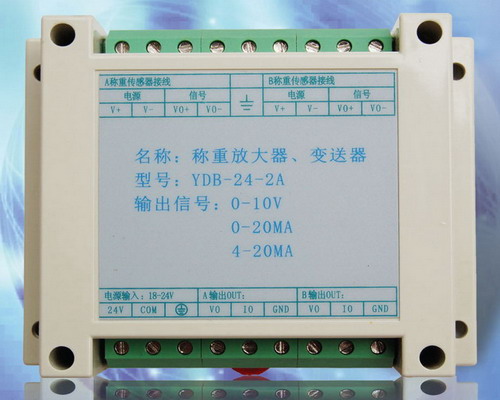 A称重传感器接线 B称重传感器接线
电源 信号 电源 信号
V+ V- VO+ VO- V+ V- VO+ VO-
名称：称重放大器、变送器
型号：YDB-24-2A
输出信号：0-10V
0-20MA
4-20MA
电源输入：18-24V A输出OUT： B输出OUT：
24V COM VO IO GND VO IO GND